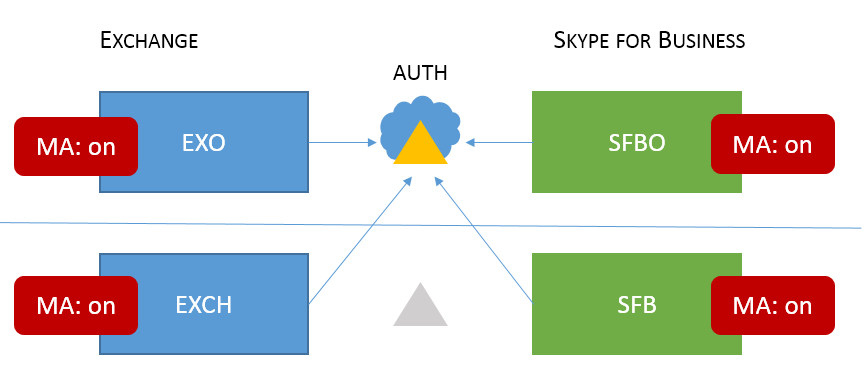 EXCHANGE
SKYPE FOR BUSINESS
AUTH
EXO
SFBO
MA: on
MA: on
EXCH
SFB
MA: on
MA: on